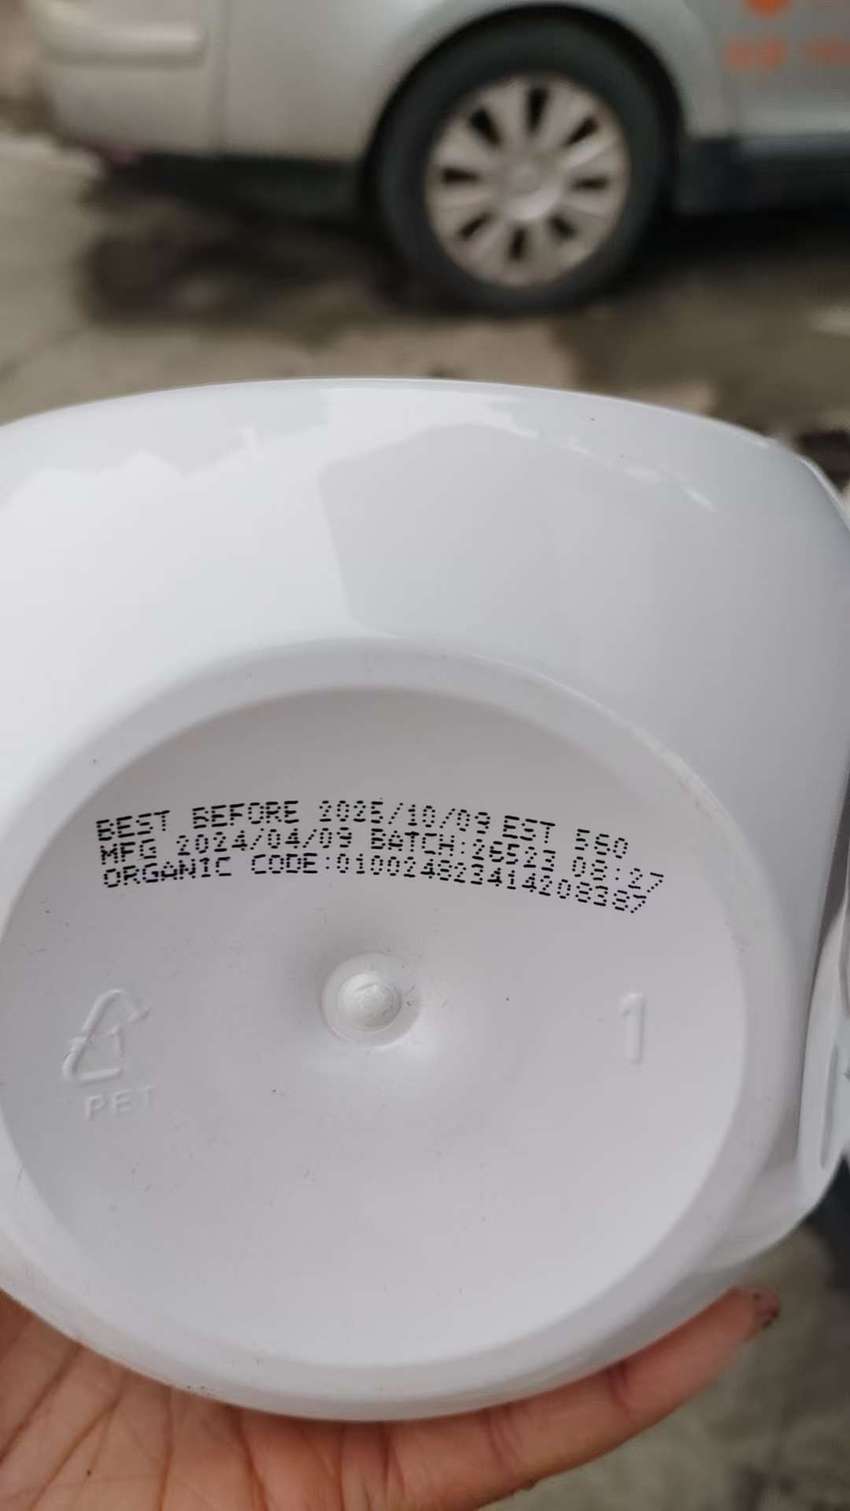 BEST BEFORE 2025/10/09 EST 560
MFG 2024/04/09 BATCH:26523 08:27
ORGANIC CODE:010024823414208387
PET
1